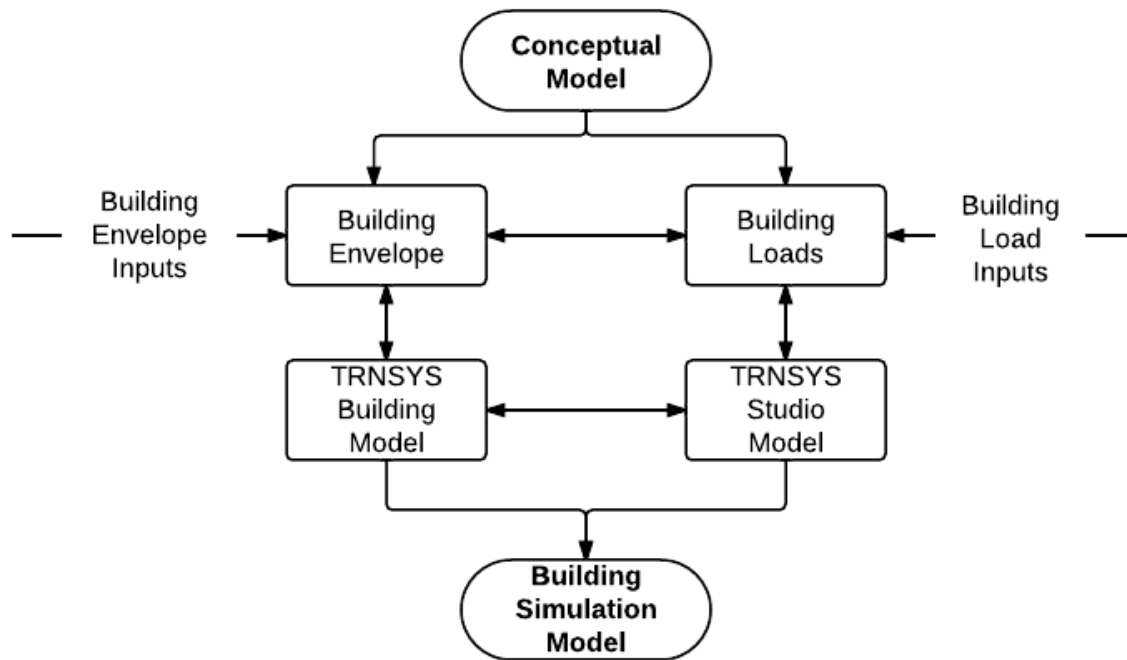 Conceptual
Model
Building
Envelope
Inputs
Building
Envelope
Building
Loads
Building
Load
Inputs
TRNSYS
Building
Model
TRNSYS
Studio
Model
Building
Simulation
Model